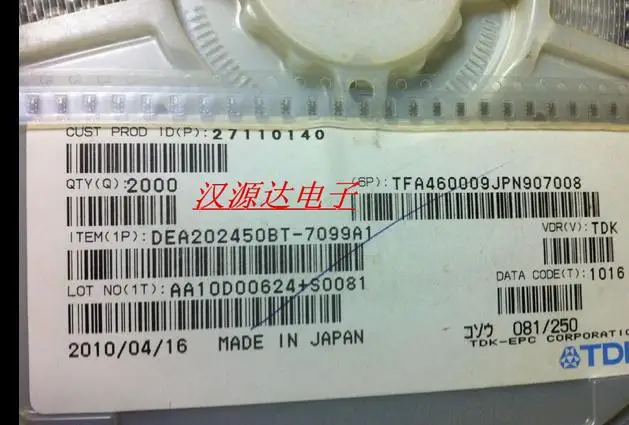 CUST PROD ID(P): 27110140
QTY(Q): 2000
汉源达电子
(6P): TFA460009JPN907008
ITEM(1P): DEA202450BT-7099A1
VDR(V): TDK
LOT NO(1T): AA10D00624+S0081
DATA CODE(T): 1016
2010/04/16 MADE IN JAPAN
コソウ 081/250
TDK-EPC CORPORATIO
TDK